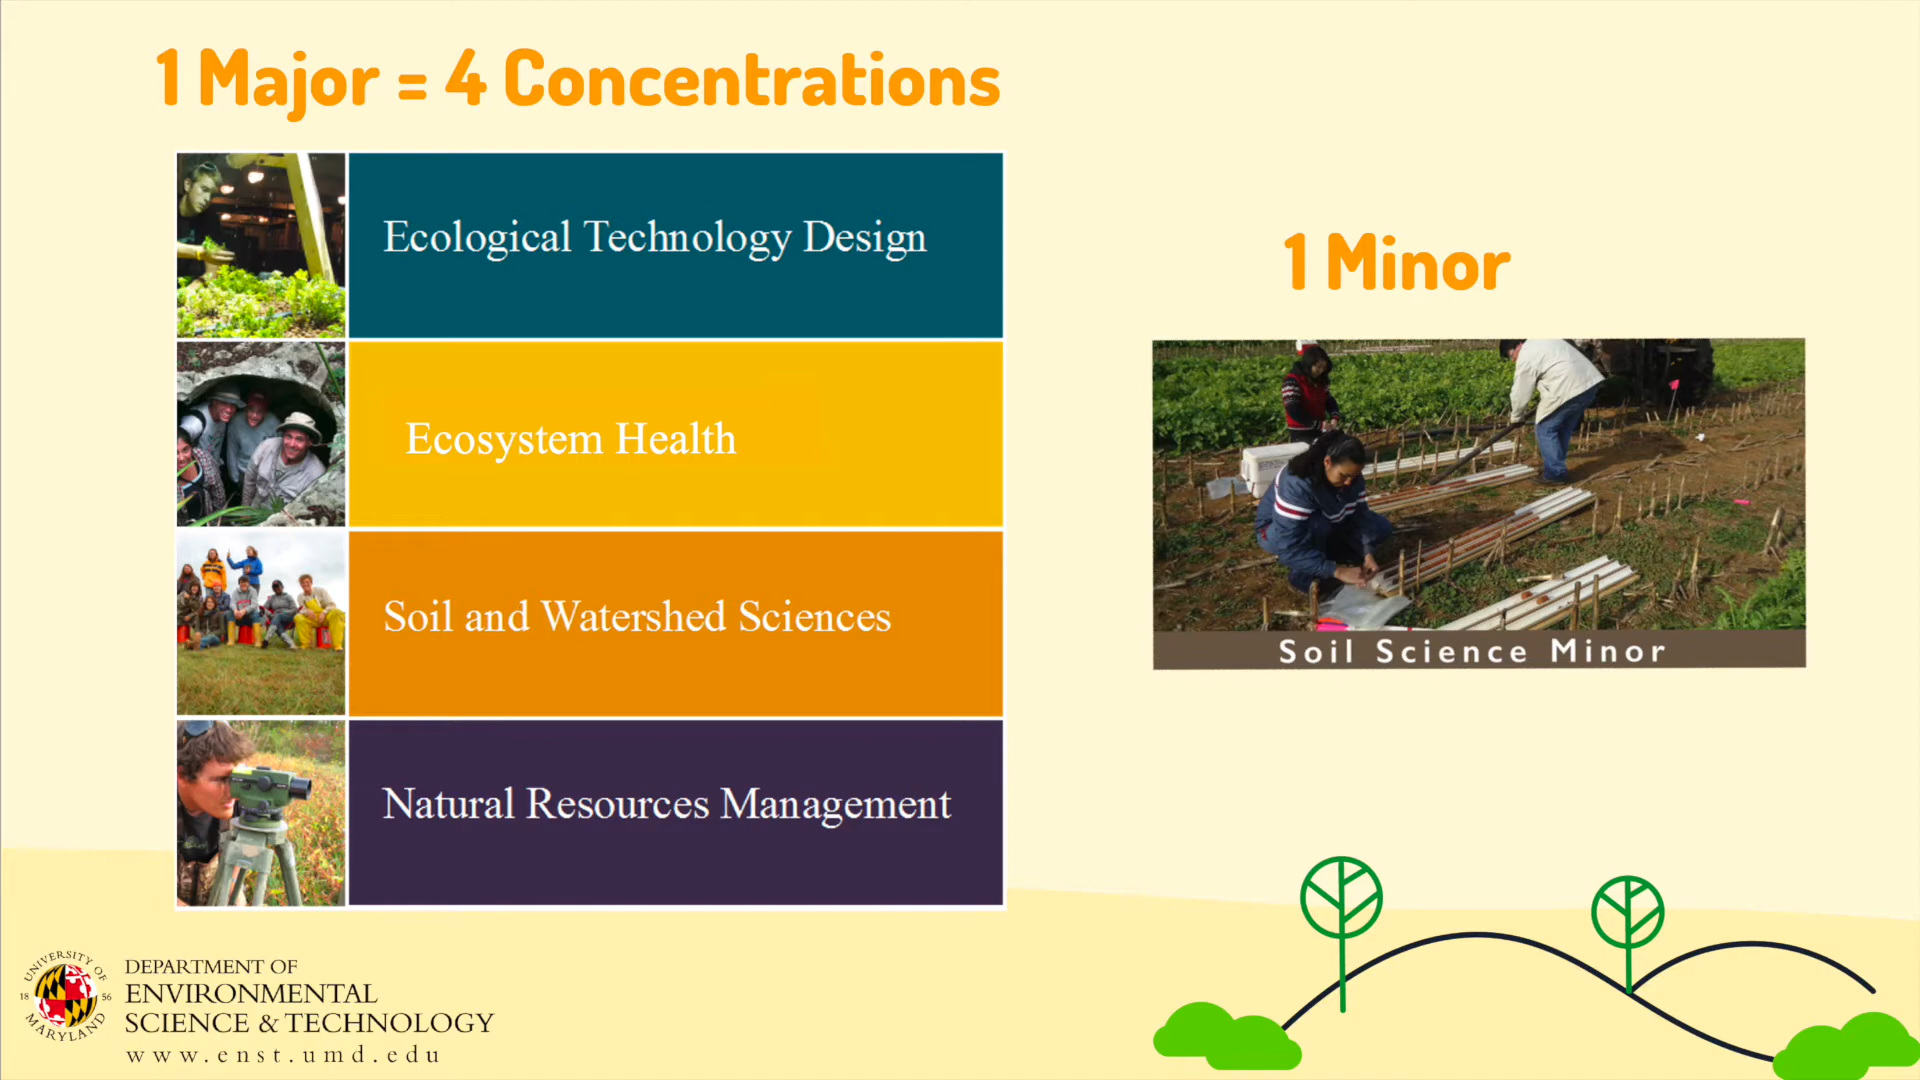 1 Major = 4 Concentrations
Ecological Technology Design
Ecosystem Health
Soil and Watershed Sciences
Natural Resources Management
1 Minor
Soil Science Minor
UNIVERSITY OF
18 56
MARYLAND
DEPARTMENT OF
ENVIRONMENTAL
SCIENCE & TECHNOLOGY
www.enst.umd.edu